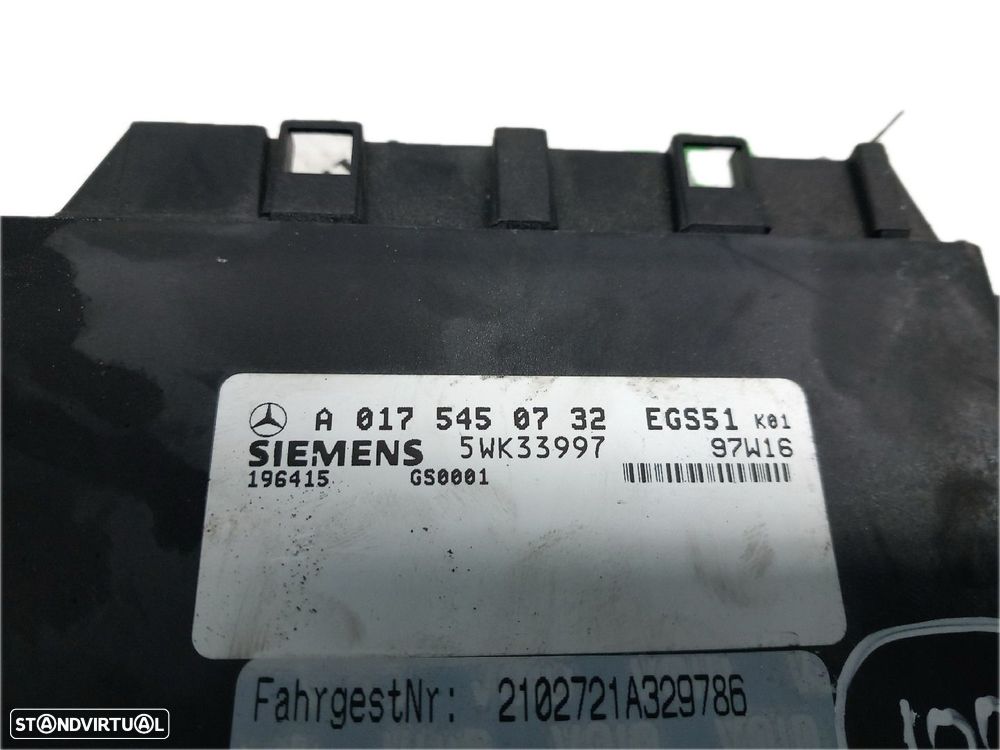 A 017 545 07 32 EGS51 K01
SIEMENS 5WK33997 97W16
196415 GS0001
FahrgestNr: 2102721A329786
STANDVIRTUAL